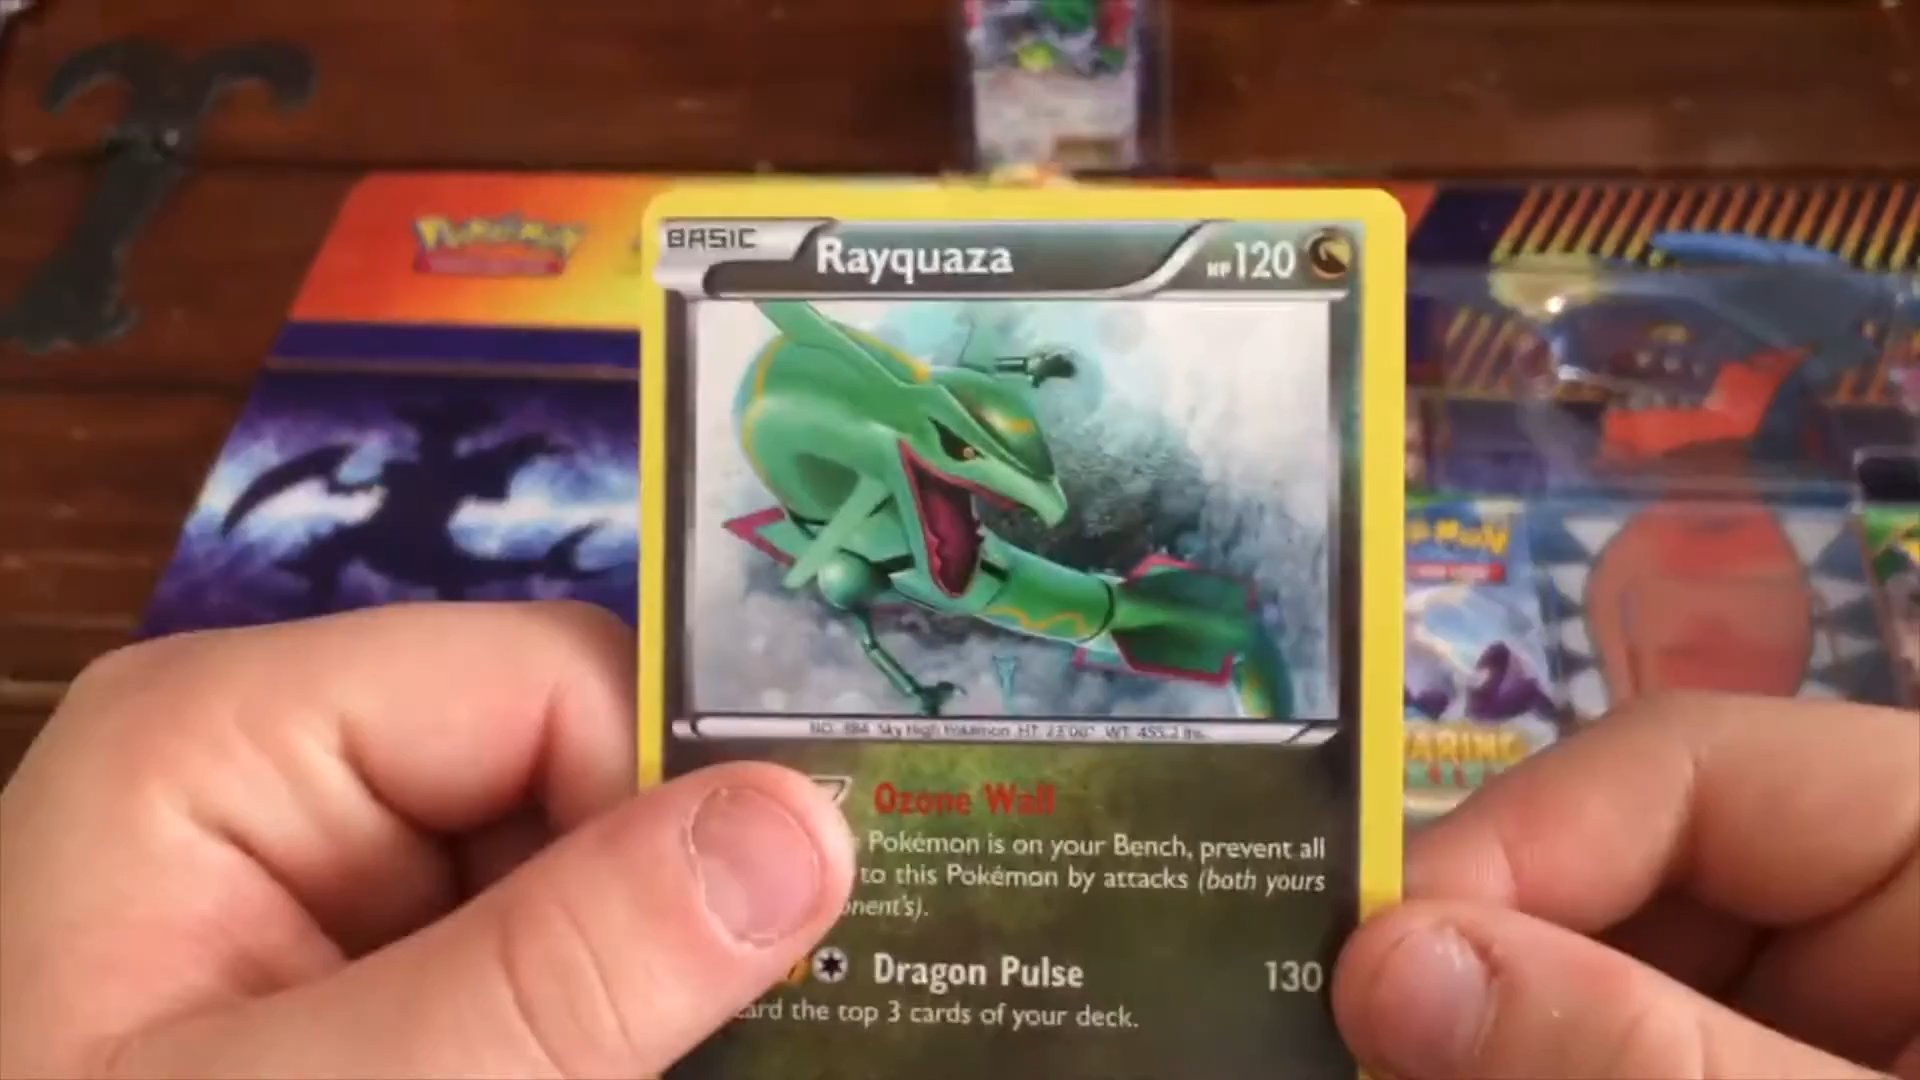 Pokémon
BASIC
Rayquaza
HP120
NO. 384 Sky High Pokémon HT: 23'00" WT: 455.2 lbs.
Ozone Wall
Pokémon is on your Bench, prevent all
to this Pokémon by attacks (both yours
onent's).
Dragon Pulse
130
ard the top 3 cards of your deck.